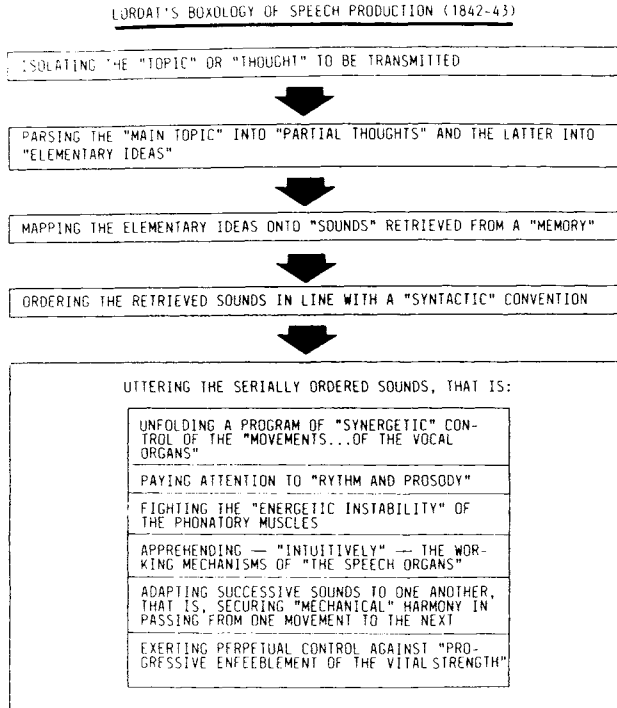 LORDAT'S BOXOLOGY OF SPEECH PRODUCTION (1842-43)
ISOLATING THE "TOPIC" OR "THOUGHT" TO BE TRANSMITTED
PARSING THE "MAIN TOPIC" INTO "PARTIAL THOUGHTS" AND THE LATTER INTO
"ELEMENTARY IDEAS"
MAPPING THE ELEMENTARY IDEAS ONTO "SOUNDS" RETRIEVED FROM A "MEMORY"
ORDERING THE RETRIEVED SOUNDS IN LINE WITH A "SYNTACTIC" CONVENTION
UTTERING THE SERIALLY ORDERED SOUNDS, THAT IS:
UNFOLDING A PROGRAM OF "SYNERGETIC" CON-
TROL OF THE "MOVEMENTS...OF THE VOCAL
ORGANS"
PAYING ATTENTION TO "RYTHM AND PROSODY"
FIGHTING THE "ENERGETIC INSTABILITY" OF
THE PHONATORY MUSCLES
APPREHENDING — "INTUITIVELY" — THE WOR-
KING MECHANISMS OF "THE SPEECH ORGANS"
ADAPTING SUCCESSIVE SOUNDS TO ONE ANOTHER,
THAT IS, SECURING "MECHANICAL" HARMONY IN
PASSING FROM ONE MOVEMENT TO THE NEXT
EXERTING PERPETUAL CONTROL AGAINST "PRO-
GRESSIVE ENFEEBLEMENT OF THE VITAL STRENGTH"